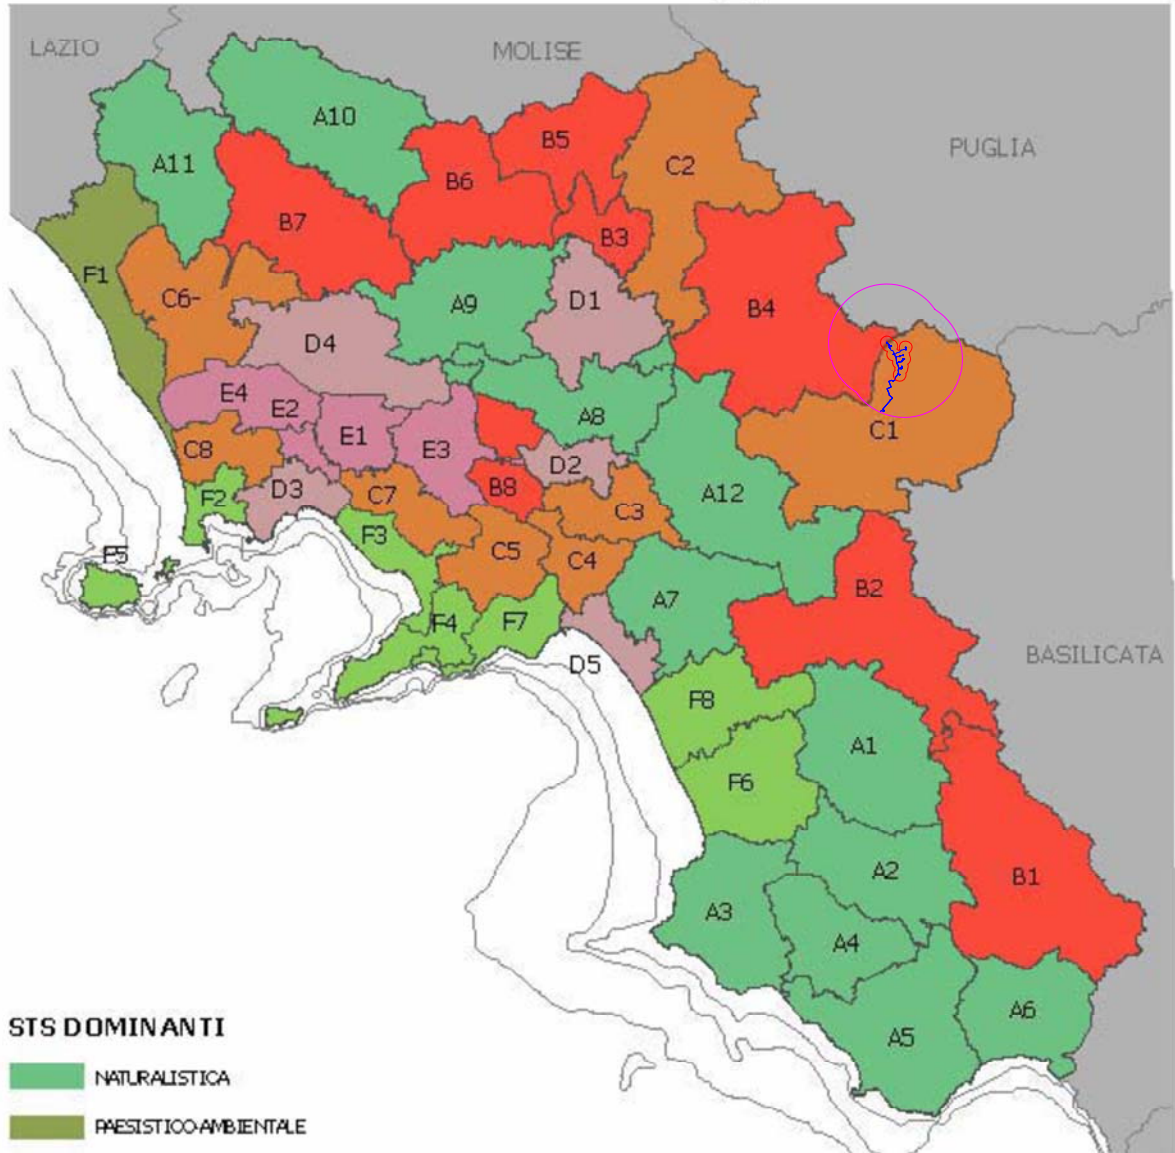 LAZIO
MOLISE
PUGLIA
BASILICATA
A10
A11
B5
B6
C2
B7
B3
B4
F1
C6-
A9
D1
D4
E4
E2
E1
E3
A8
C1
C8
D2
A12
F2
D3
C7
B8
C3
F3
C5
C4
F5
B2
A7
F4
F7
D5
F8
A1
F6
A2
B1
A3
A4
A6
A5
STS DOMINANTI
NATURALISTICA
PAESISTICO-AMBIENTALE